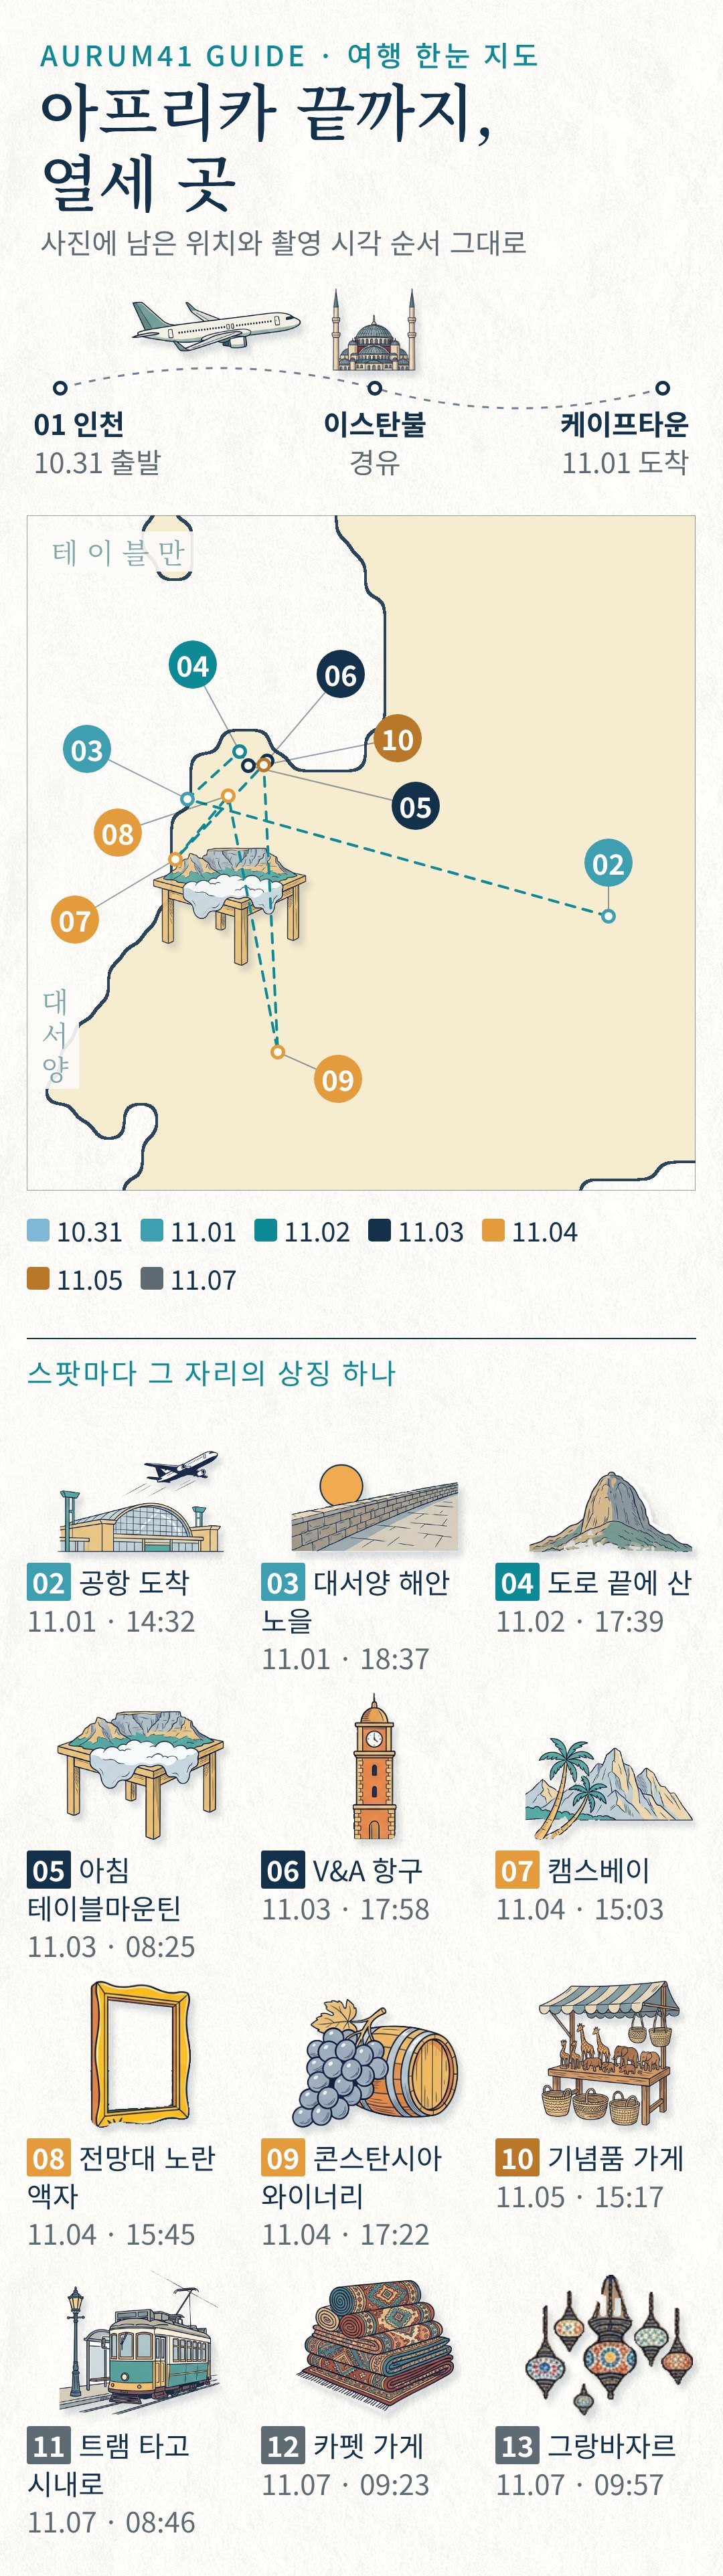 AURUM41 GUIDE · 여행 한눈 지도
아프리카 끝까지,
열세 곳
사진에 남은 위치와 촬영 시각 순서 그대로
01 인천
10.31 출발
이스탄불
경유
케이프타운
11.01 도착
테이블만
04
06
03
10
05
08
02
07
대서양
09
10.31 11.01 11.02 11.03 11.04
11.05 11.07
스팟마다 그 자리의 상징 하나
02 공항 도착
11.01 · 14:32
03 대서양 해안
노을
11.01 · 18:37
04 도로 끝에 산
11.02 · 17:39
05 아침
테이블마운틴
11.03 · 08:25
06 V&A 항구
11.03 · 17:58
07 캠스베이
11.04 · 15:03
08 전망대 노란
액자
11.04 · 15:45
09 콘스탄시아
와이너리
11.04 · 17:22
10 기념품 가게
11.05 · 15:17
11 트램 타고
시내로
11.07 · 08:46
12 카펫 가게
11.07 · 09:23
13 그랑바자르
11.07 · 09:57